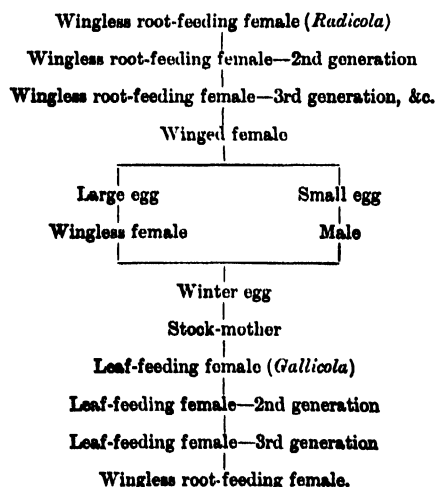 Wingless root-feeding female (Radicola)
Wingless root-feeding female—2nd generation
Wingless root-feeding female—3rd generation, &c.
Winged female
Large egg Small egg
Wingless female Male
Winter egg
Stock-mother
Leaf-feeding female (Gallicola)
Leaf-feeding female—2nd generation
Leaf-feeding female—3rd generation
Wingless root-feeding female.